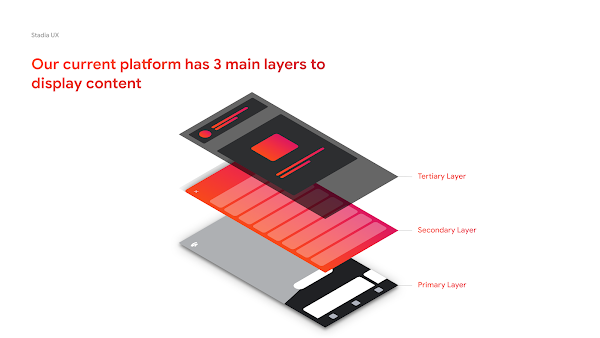 Stadia UX
Our current platform has 3 main layers to
display content
Tertiary Layer
Secondary Layer
Primary Layer